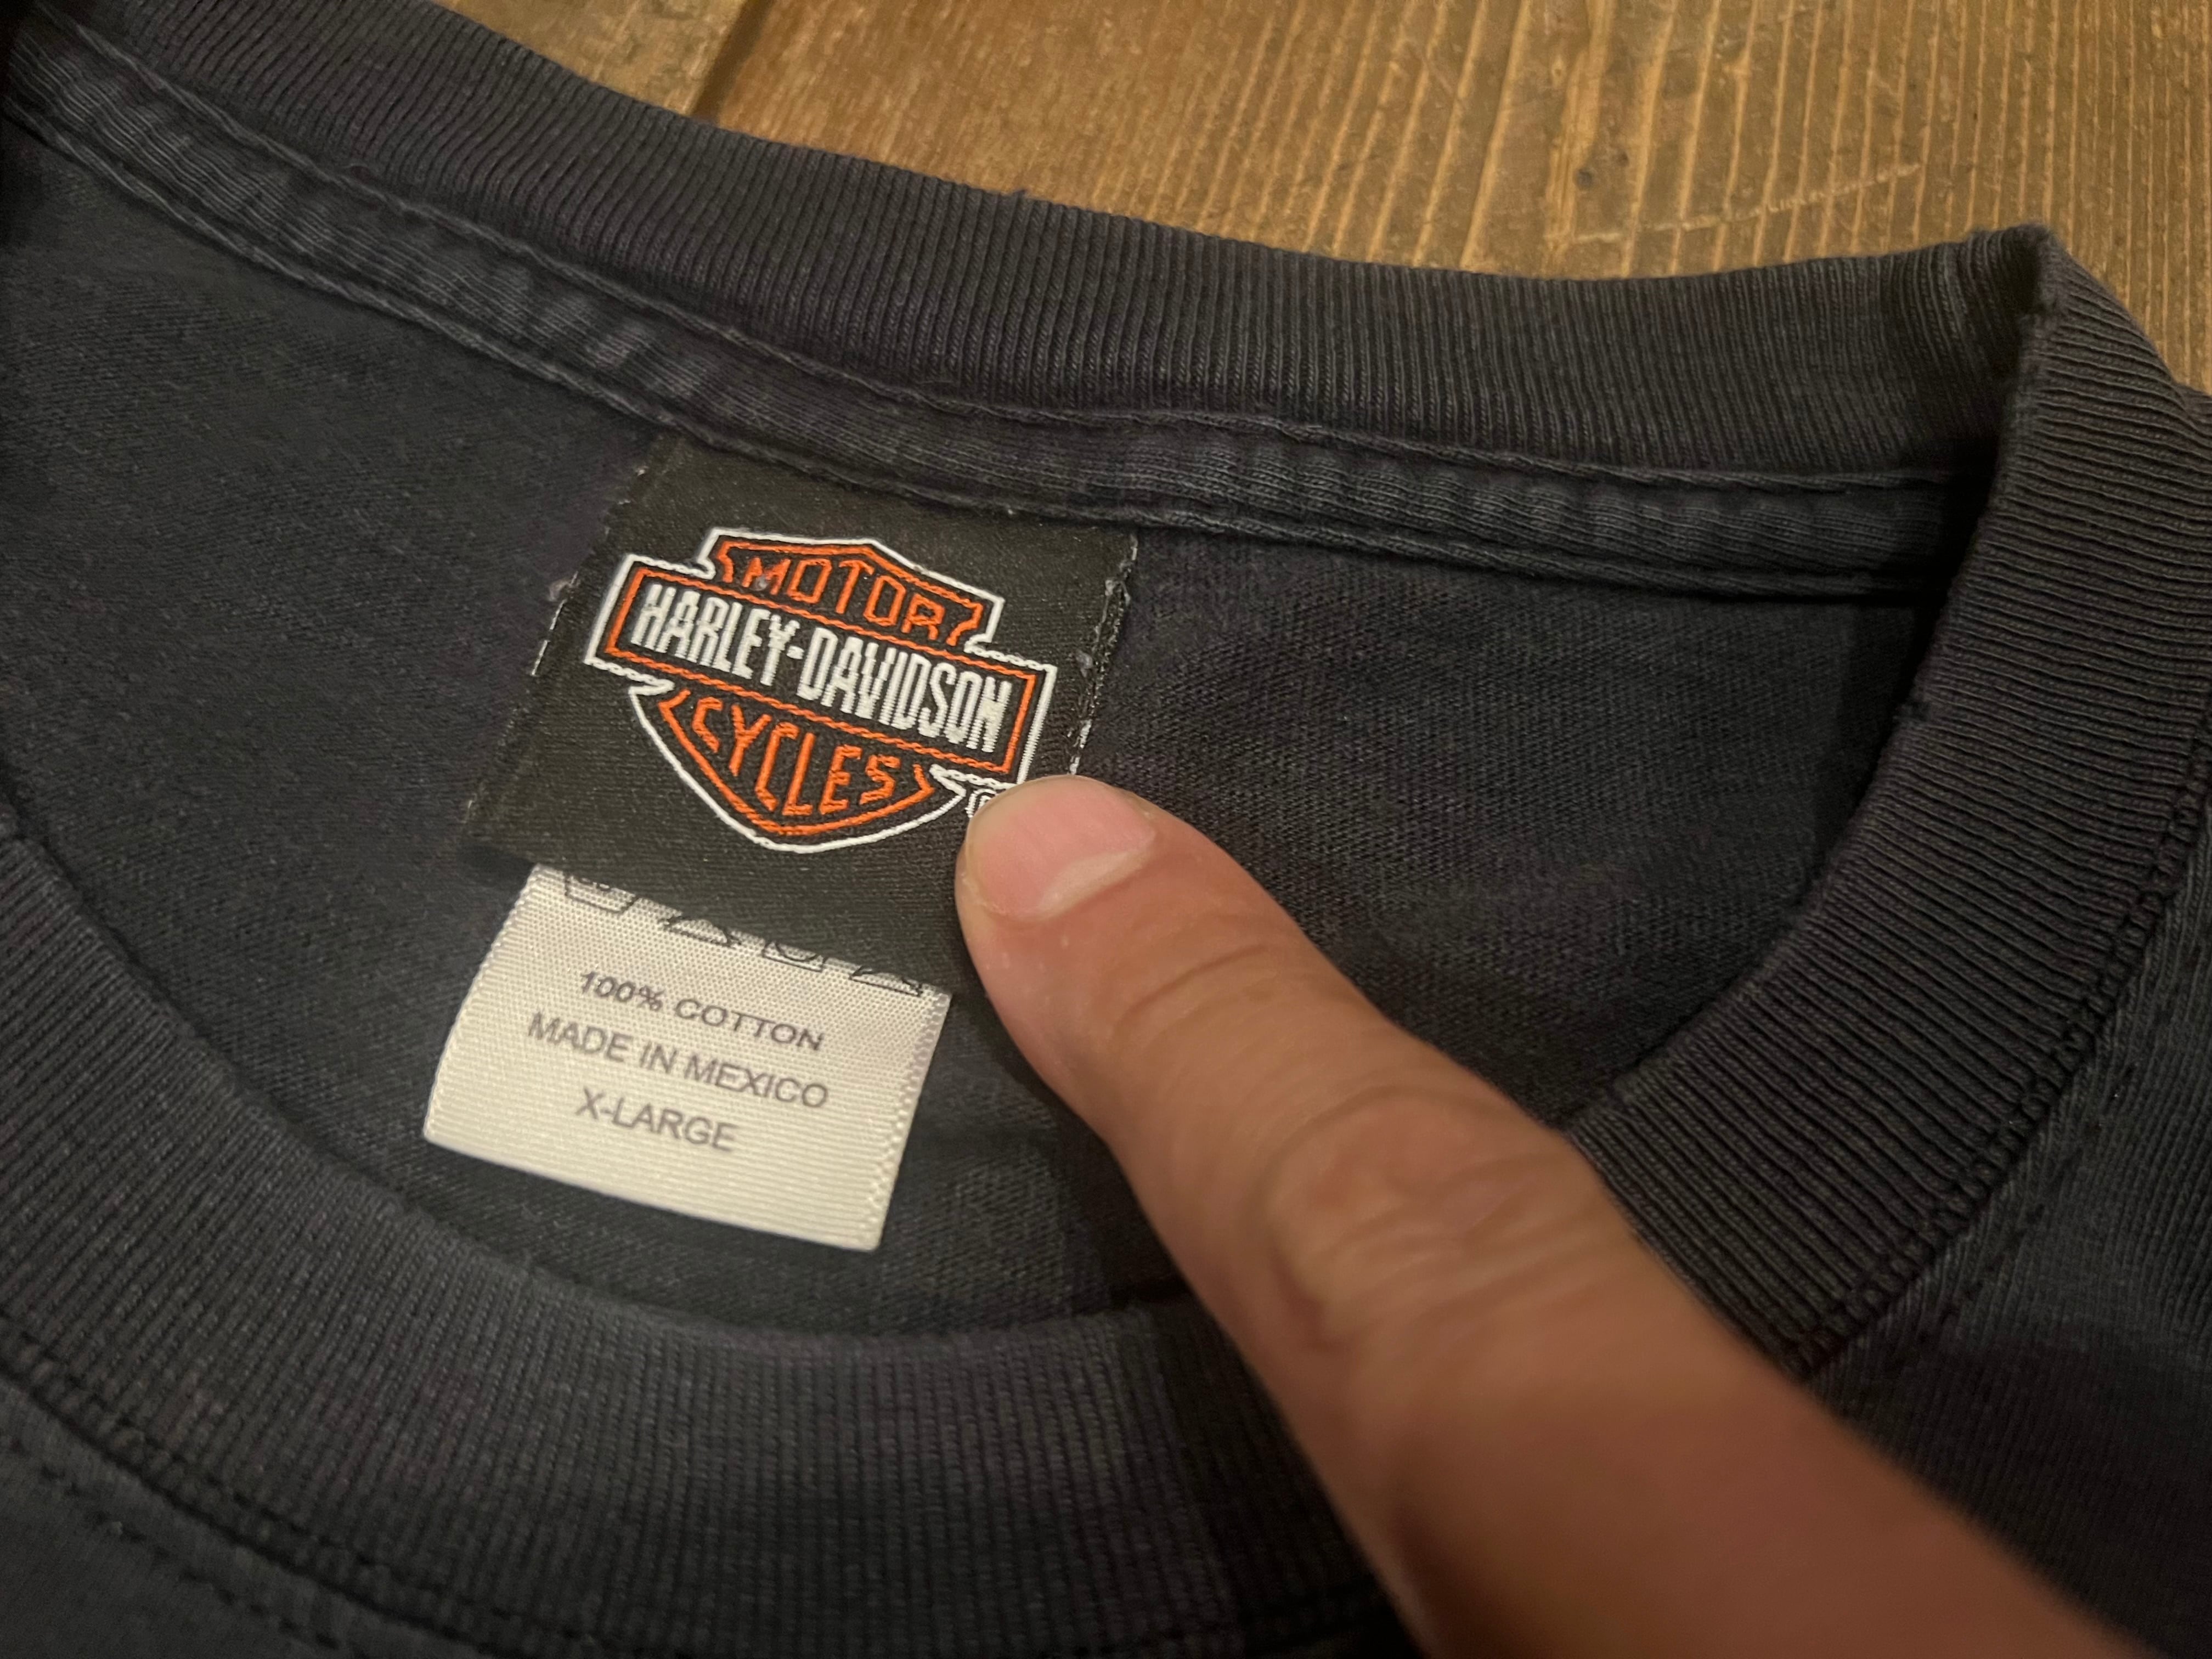 MOTOR
HARLEY-DAVIDSON
CYCLES
100% COTTON
MADE IN MEXICO
X-LARGE